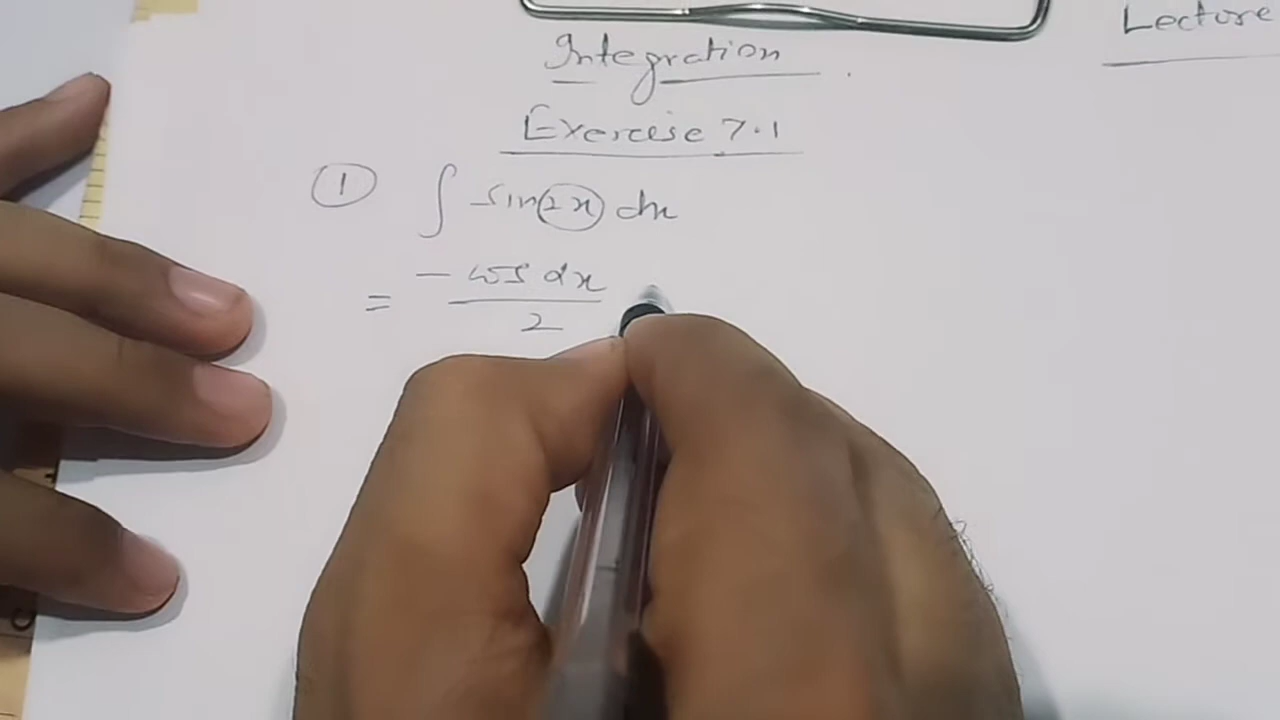 Lecture
Integration
Exercise 7.1
① ∫ sin(2x) dx
= - cos 2x / 2